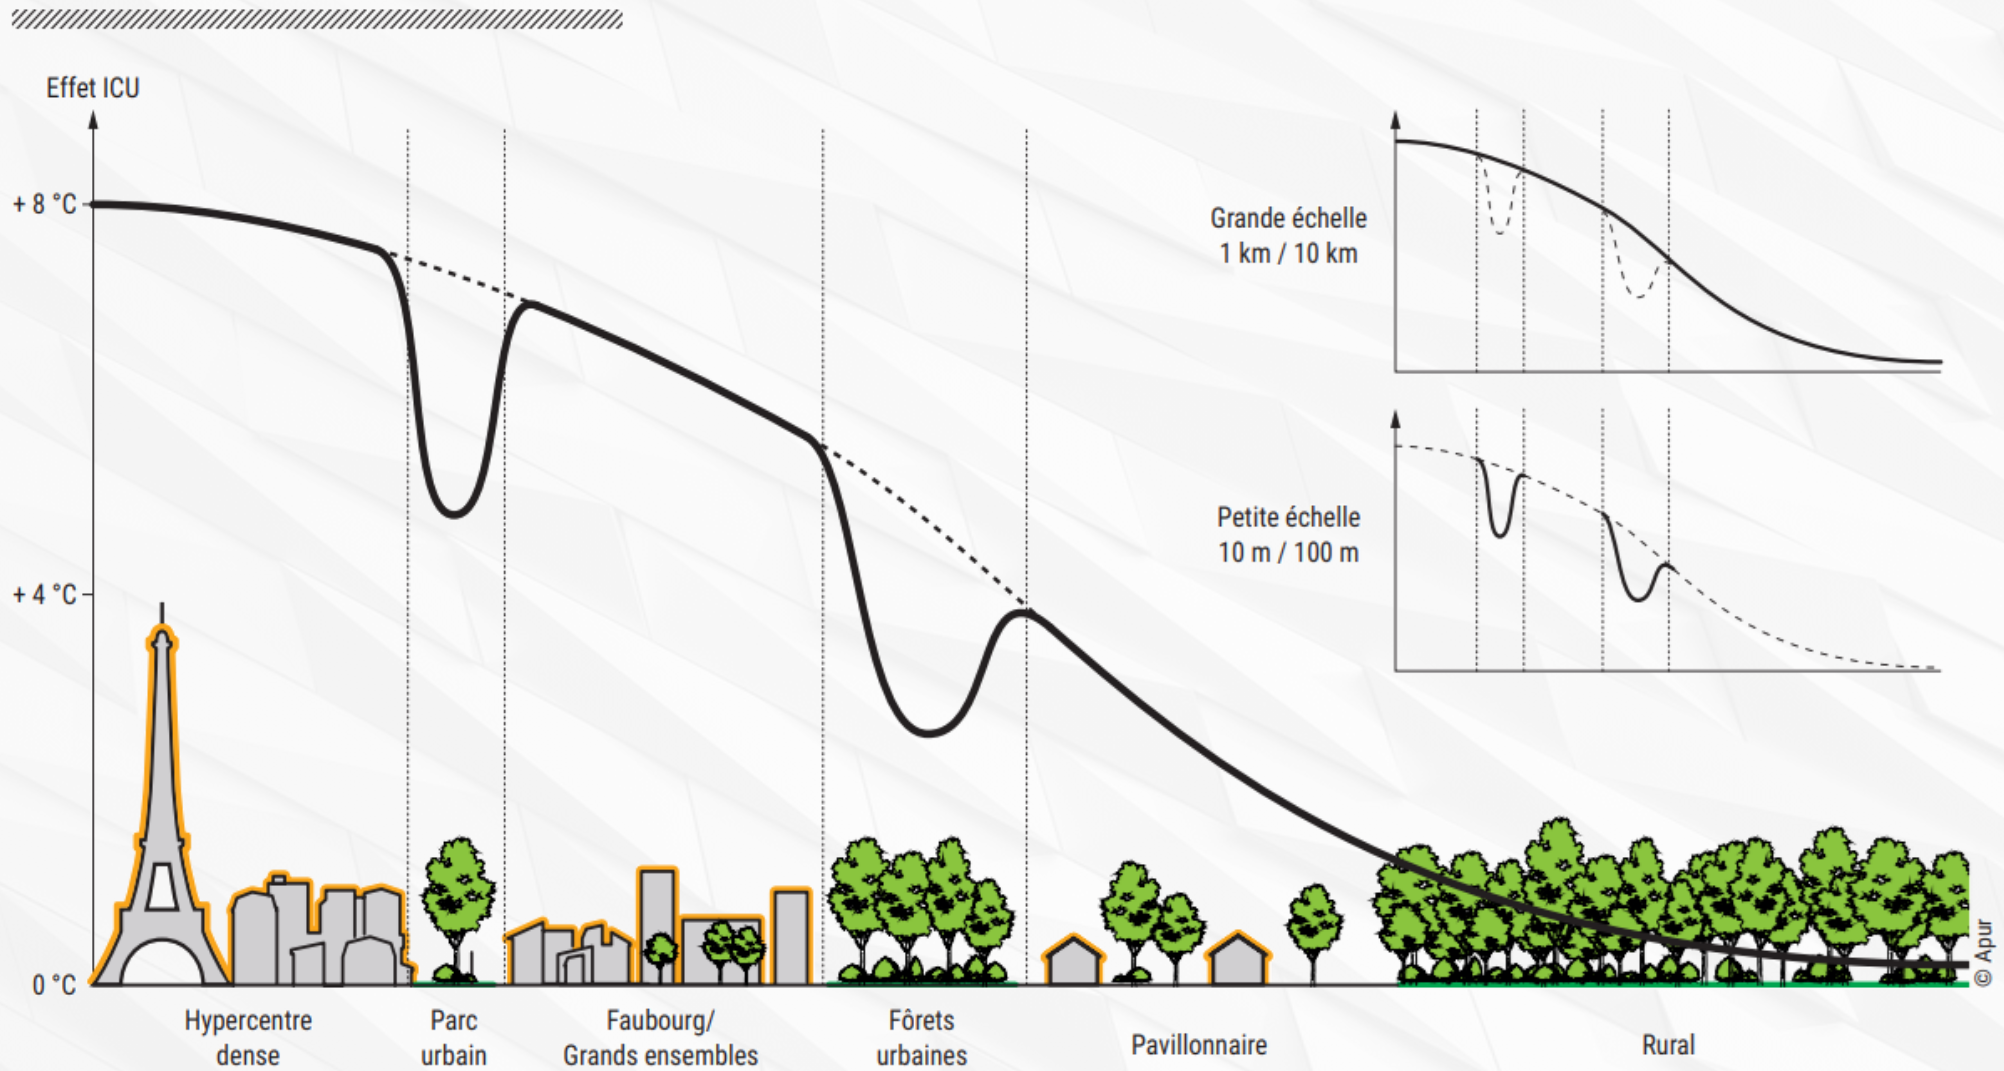 Effet ICU
+ 8 °C
+ 4 °C
0 °C
Grande échelle
1 km / 10 km
Petite échelle
10 m / 100 m
Hypercentre
dense
Parc
urbain
Faubourg/
Grands ensembles
Fôrets
urbaines
Pavillonnaire
Rural
© Apur